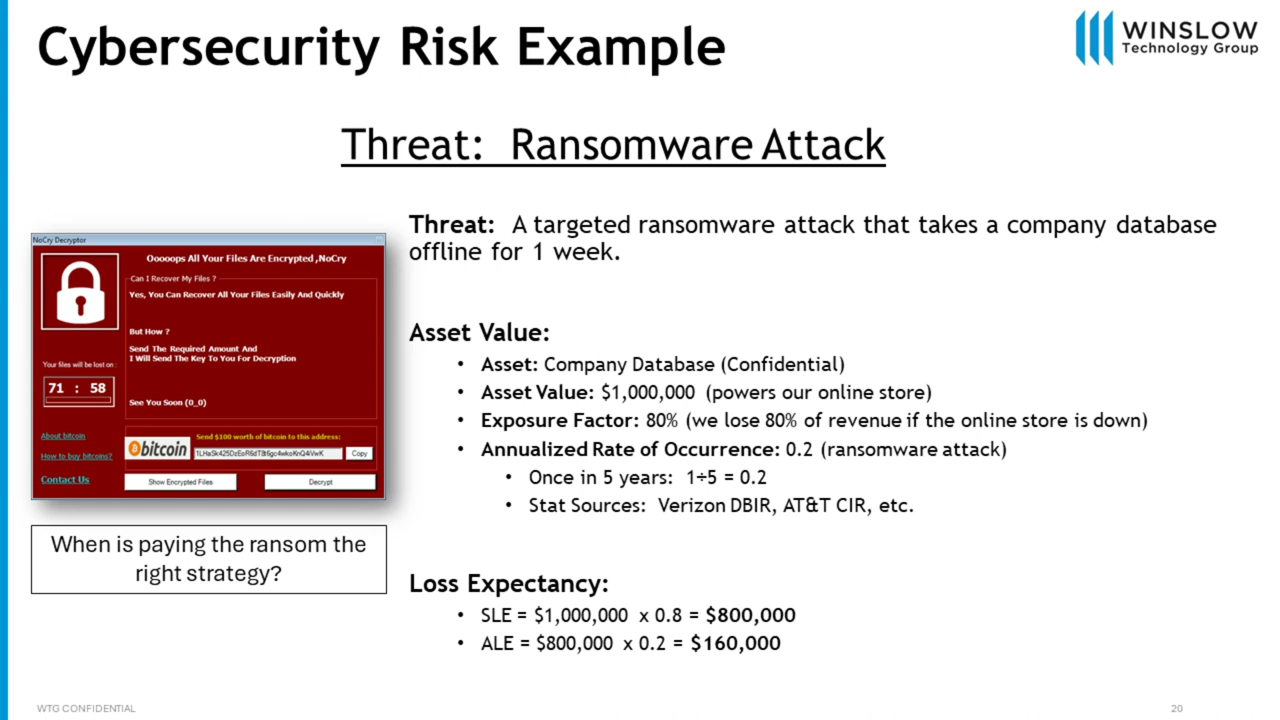 Cybersecurity Risk Example
WINSLOW
Technology Group
Threat: Ransomware Attack
NoCry Decryptor
Ooooops All Your Files Are Encrypted ,NoCry
Can I Recover My Files ?
Yes, You Can Recover All Your Files Easily And Quickly
But How ?
Send The Required Amount And
I Will Send The Key To You For Decryption
See You Soon (0_0)
Your files will be lost on :
71 : 58
About bitcoin
How to buy bitcoins?
Contact Us
bitcoin
Send $100 worth of bitcoin to this address:
Copy
Show Encrypted Files
Decrypt
When is paying the ransom the
right strategy?
Threat: A targeted ransomware attack that takes a company database
offline for 1 week.
Asset Value:
• Asset: Company Database (Confidential)
• Asset Value: $1,000,000 (powers our online store)
• Exposure Factor: 80% (we lose 80% of revenue if the online store is down)
• Annualized Rate of Occurrence: 0.2 (ransomware attack)
• Once in 5 years: 1÷5 = 0.2
• Stat Sources: Verizon DBIR, AT&T CIR, etc.
Loss Expectancy:
• SLE = $1,000,000 x 0.8 = $800,000
• ALE = $800,000 x 0.2 = $160,000
WTG CONFIDENTIAL
20